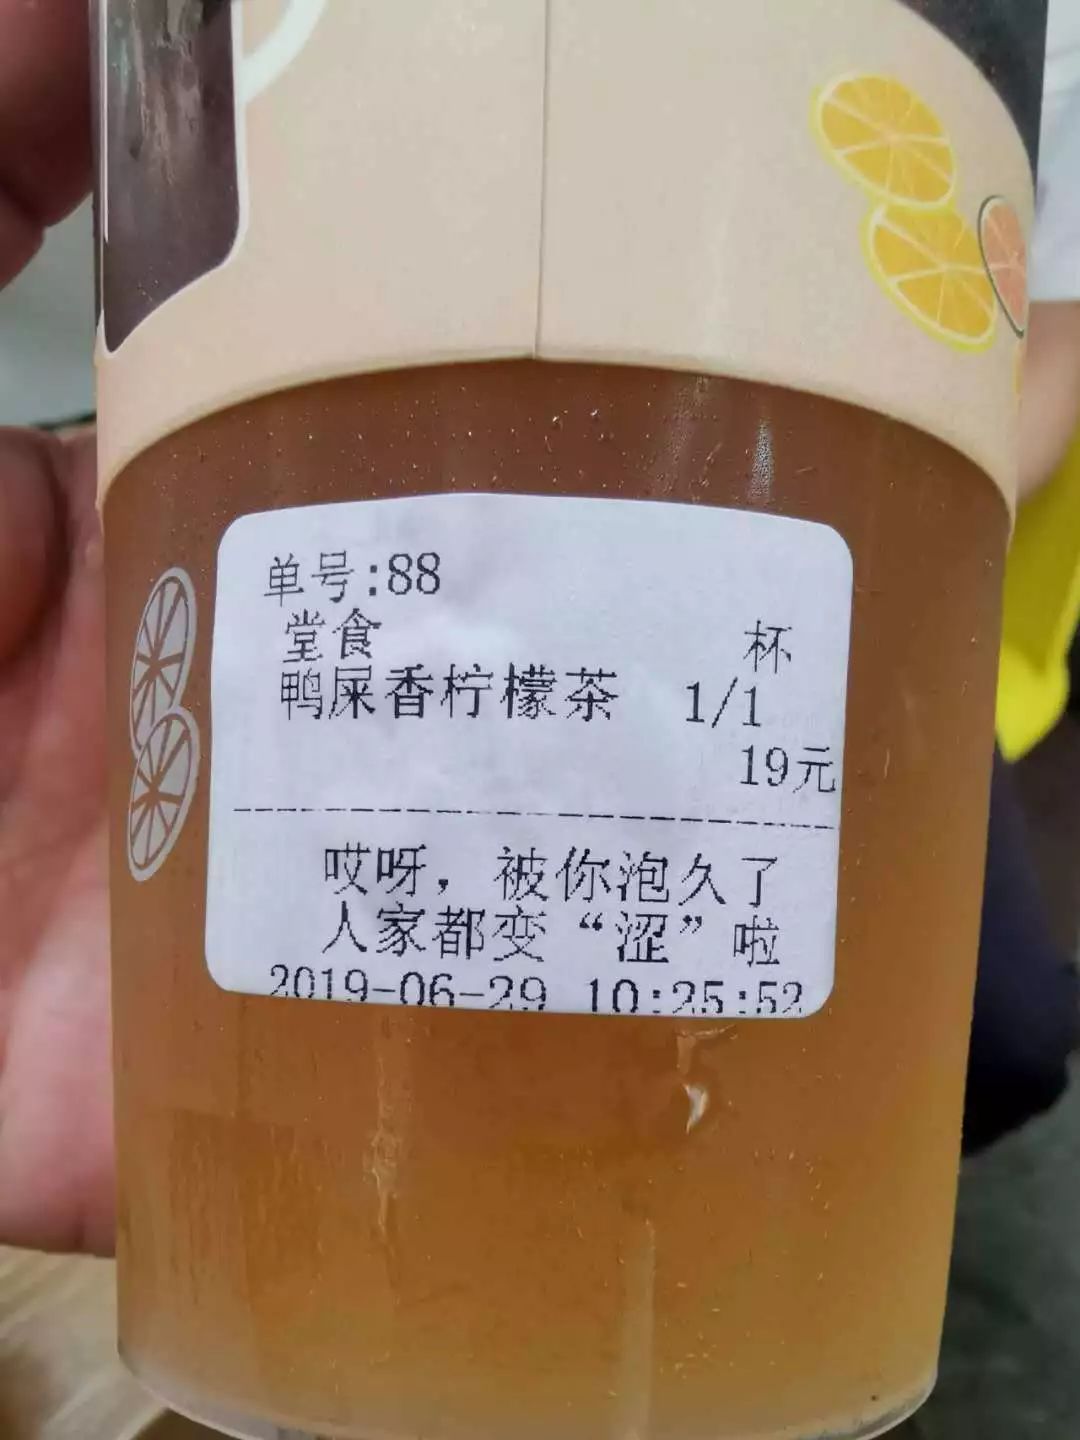 单号:88
堂食 杯
鸭屎香柠檬茶 1/1
19元
哎呀，被你泡久了
人家都变“涩”啦
2019-06-29 10:25:52